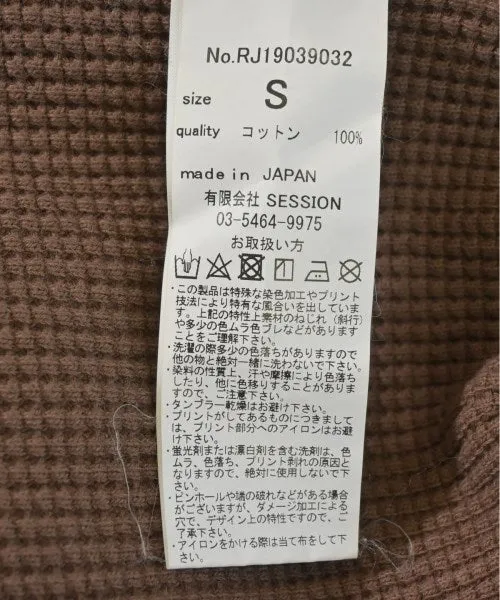 No.RJ19039032
size S
quality コットン 100%
made in JAPAN
有限会社 SESSION
03-5464-9975
お取扱い方
・この製品は特殊な染色加工やプリント
技法により特有な風合いを出していま
す。上記の特性上素材のねじれ（斜行）
や多少の色ムラ色ブレなどがあります
ことをご理解下さい。
・洗濯の際多少の色落ちがありますので
他の物と絶対一緒に洗わないで下さい。
・染料の性質上、汗や摩擦により色落ち
したり、他に色移りすることがありま
すので、ご注意下さい。
・タンブラー乾燥はお避け下さい。
・プリントがしてあるものにつきまして
は、プリント部分へのアイロンはお避
け下さい。
・蛍光剤または漂白剤を含む洗剤は、色
ムラ、色落ち、プリント剥れの原因と
なりますので、絶対に使用しないで下
さい。
・ピンホールや端の破れなどがある場合
がございますが、ダメージ加工による
穴で、デザイン上の特性ですので、ご
了承下さい。
・アイロンをかける際は当て布をして下
さい。